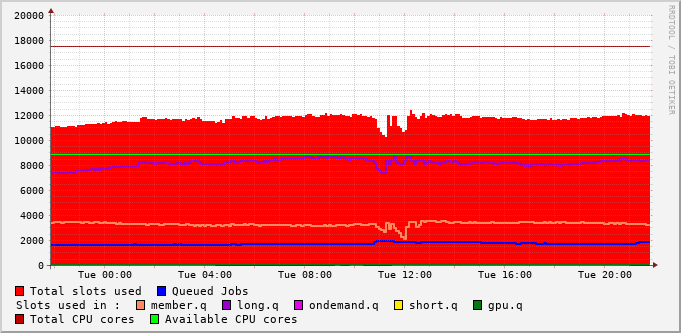 20000
18000
16000
14000
12000
10000
8000
6000
4000
2000
0
Tue 00:00 Tue 04:00 Tue 08:00 Tue 12:00 Tue 16:00 Tue 20:00
Total slots used Queued Jobs
Slots used in : member.q long.q ondemand.q short.q gpu.q
Total CPU cores Available CPU cores
RRDTOOL / TOBI OETIKER